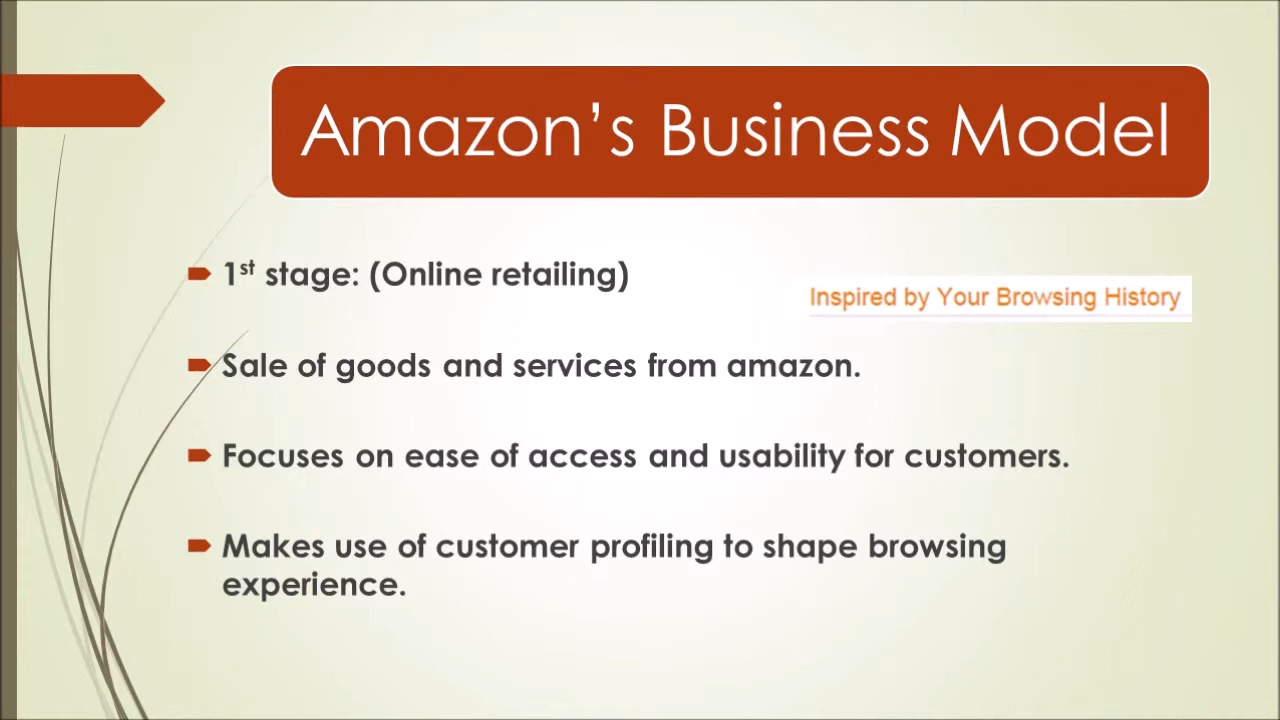 Amazon’s Business Model
1st stage: (Online retailing)
Inspired by Your Browsing History
Sale of goods and services from amazon.
Focuses on ease of access and usability for customers.
Makes use of customer profiling to shape browsing
experience.